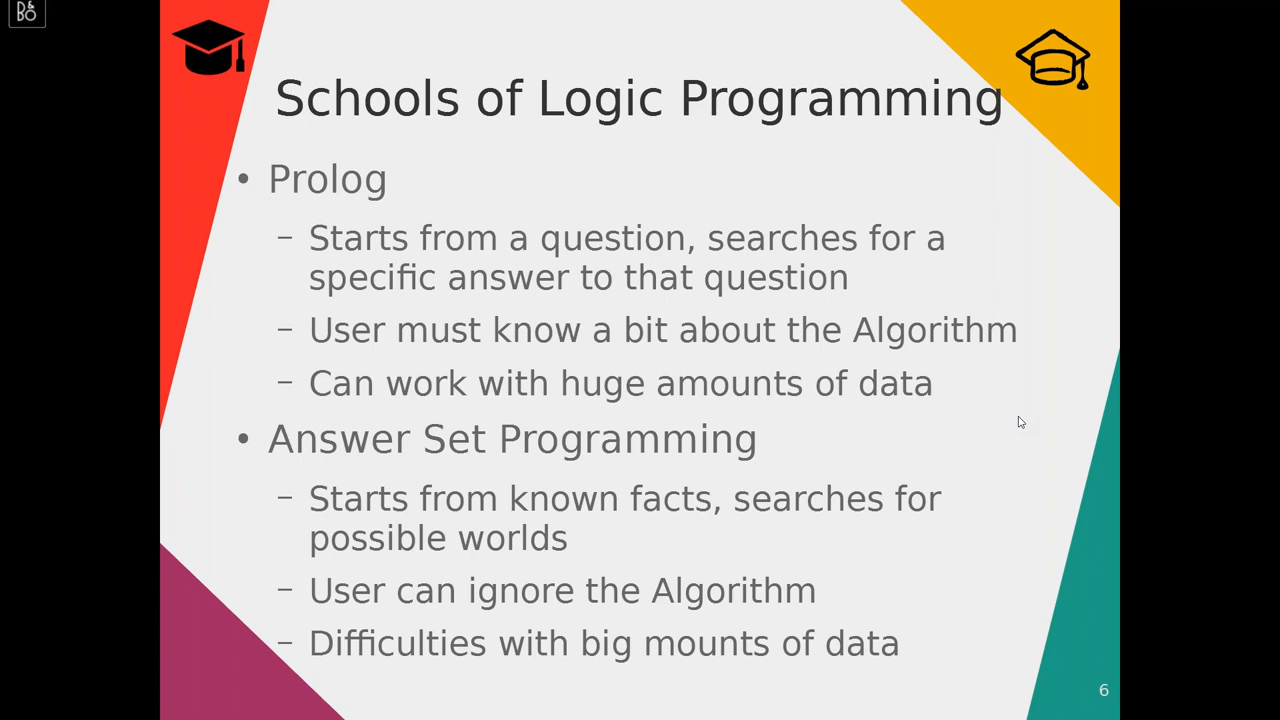 B&O
Schools of Logic Programming
• Prolog
– Starts from a question, searches for a
specific answer to that question
– User must know a bit about the Algorithm
– Can work with huge amounts of data
• Answer Set Programming
– Starts from known facts, searches for
possible worlds
– User can ignore the Algorithm
– Difficulties with big mounts of data
6